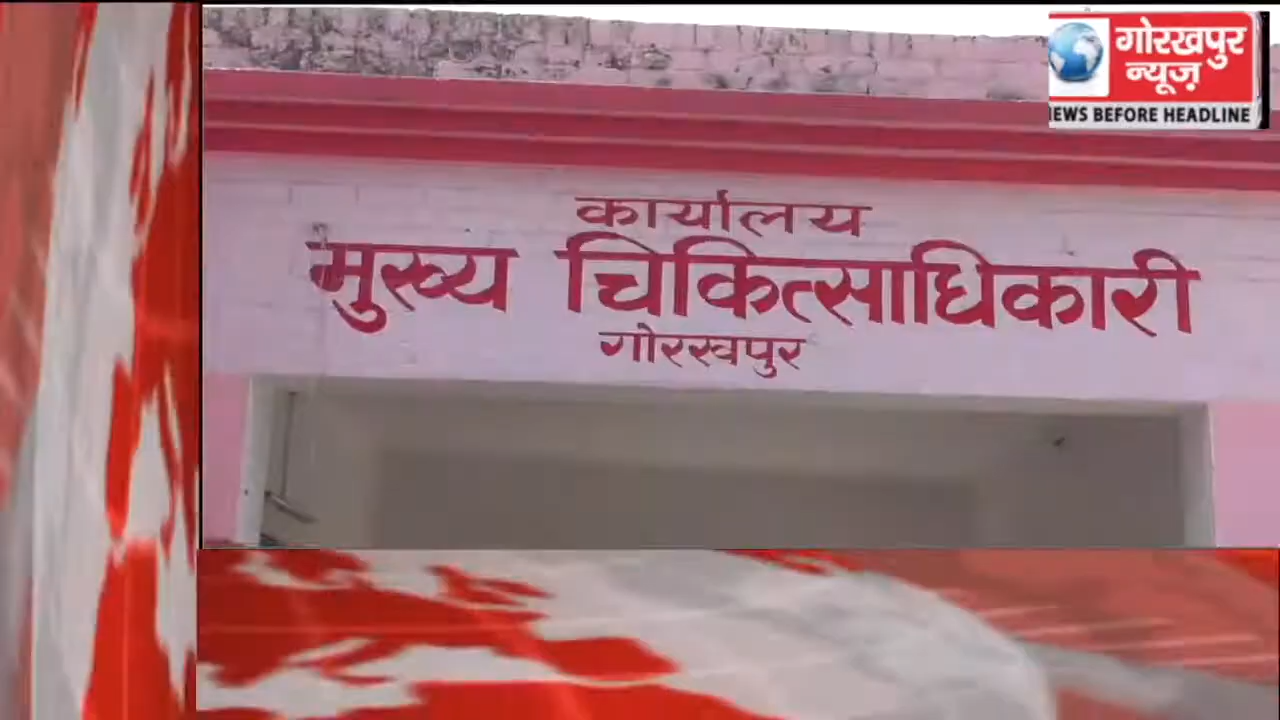 गोरखपुर
न्यूज़
NEWS BEFORE HEADLINE
कार्यालय
मुख्य चिकित्साधिकारी
गोरखपुर